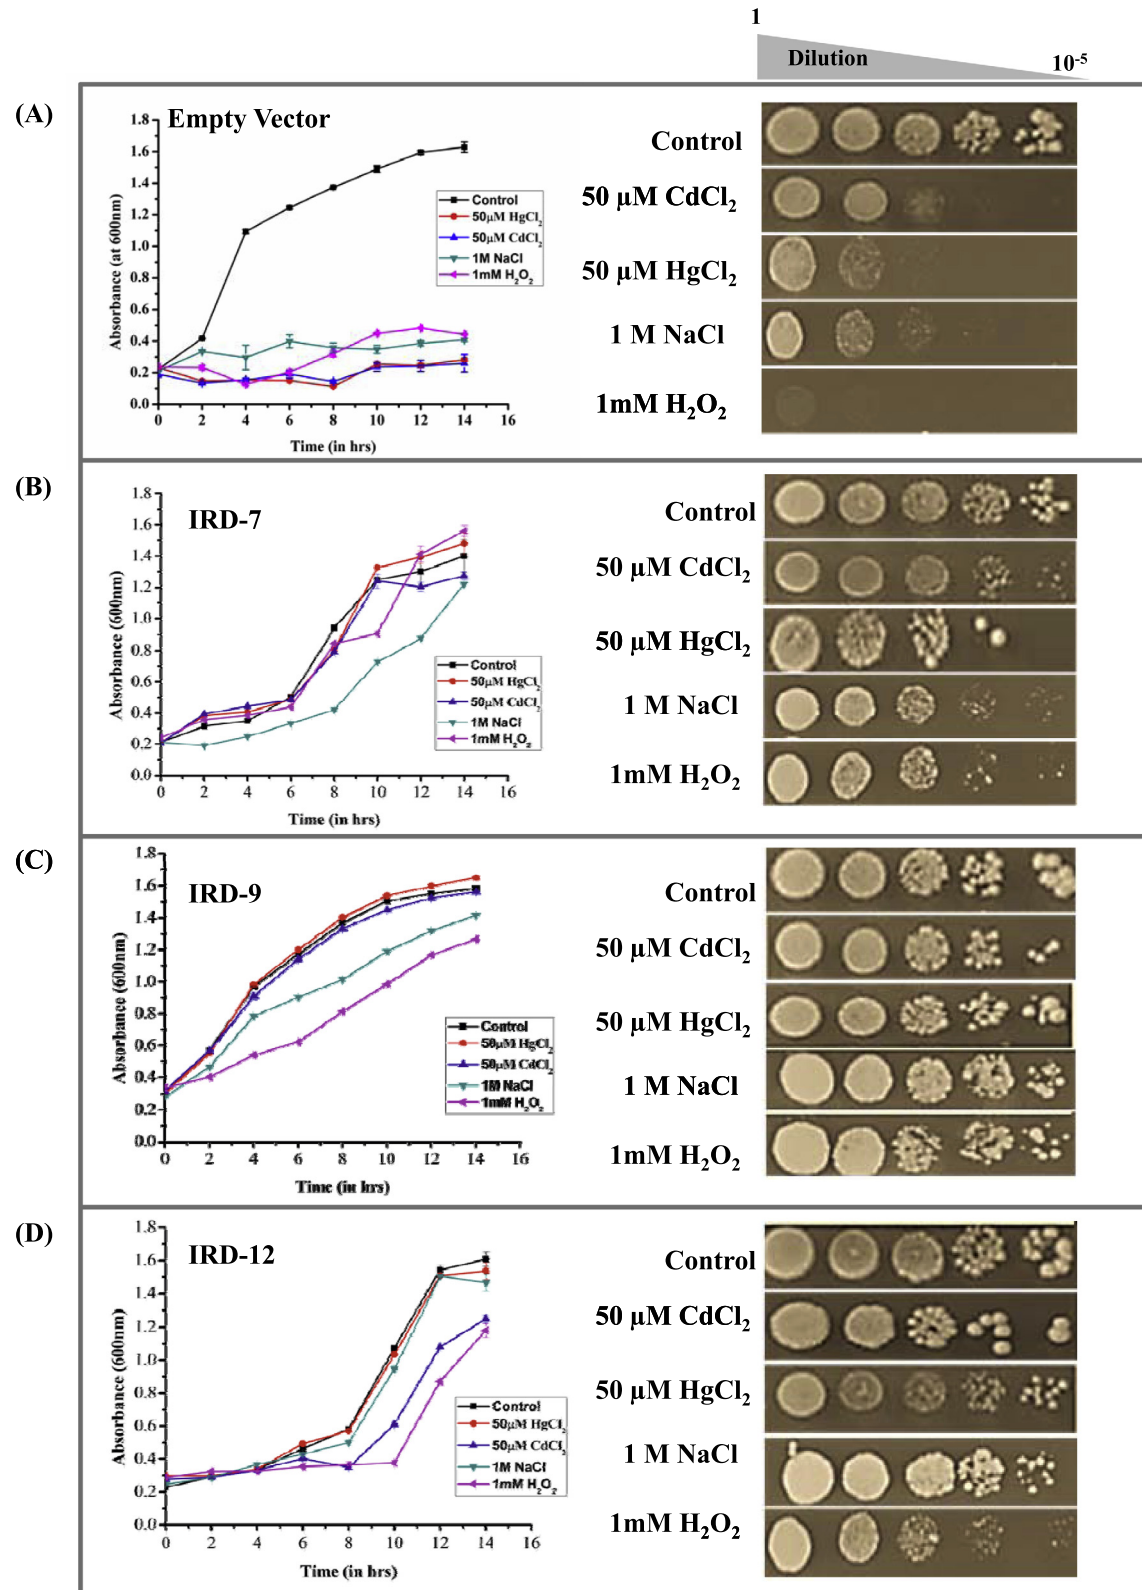 1
Dilution
10⁻⁵
(A)
Empty Vector
1.8
1.6
1.4
1.2
1.0
0.8
0.6
0.4
0.2
0.0
Absorbance (at 600nm)
Control
50µM HgCl₂
50µM CdCl₂
1M NaCl
1mM H₂O₂
0 2 4 6 8 10 12 14 16
Time (in hrs)
Control
50 µM CdCl₂
50 µM HgCl₂
1 M NaCl
1mM H₂O₂
(B)
IRD-7
1.8
1.6
1.4
1.2
1.0
0.8
0.6
0.4
0.2
0.0
Absorbance (600nm)
Control
50µM HgCl₂
50µM CdCl₂
1M NaCl
1mM H₂O₂
0 2 4 6 8 10 12 14 16
Time (in hrs)
Control
50 µM CdCl₂
50 µM HgCl₂
1 M NaCl
1mM H₂O₂
(C)
IRD-9
1.8
1.6
1.4
1.2
1.0
0.8
0.6
0.4
0.2
0.0
Absorbance (600nm)
Control
50µM HgCl₂
50µM CdCl₂
1M NaCl
1mM H₂O₂
0 2 4 6 8 10 12 14 16
Time (in hrs)
Control
50 µM CdCl₂
50 µM HgCl₂
1 M NaCl
1mM H₂O₂
(D)
IRD-12
1.8
1.6
1.4
1.2
1.0
0.8
0.6
0.4
0.2
0.0
Absorbance (600nm)
Control
50µM HgCl₂
50µM CdCl₂
1M NaCl
1mM H₂O₂
0 2 4 6 8 10 12 14 16
Time (in hrs)
Control
50 µM CdCl₂
50 µM HgCl₂
1 M NaCl
1mM H₂O₂